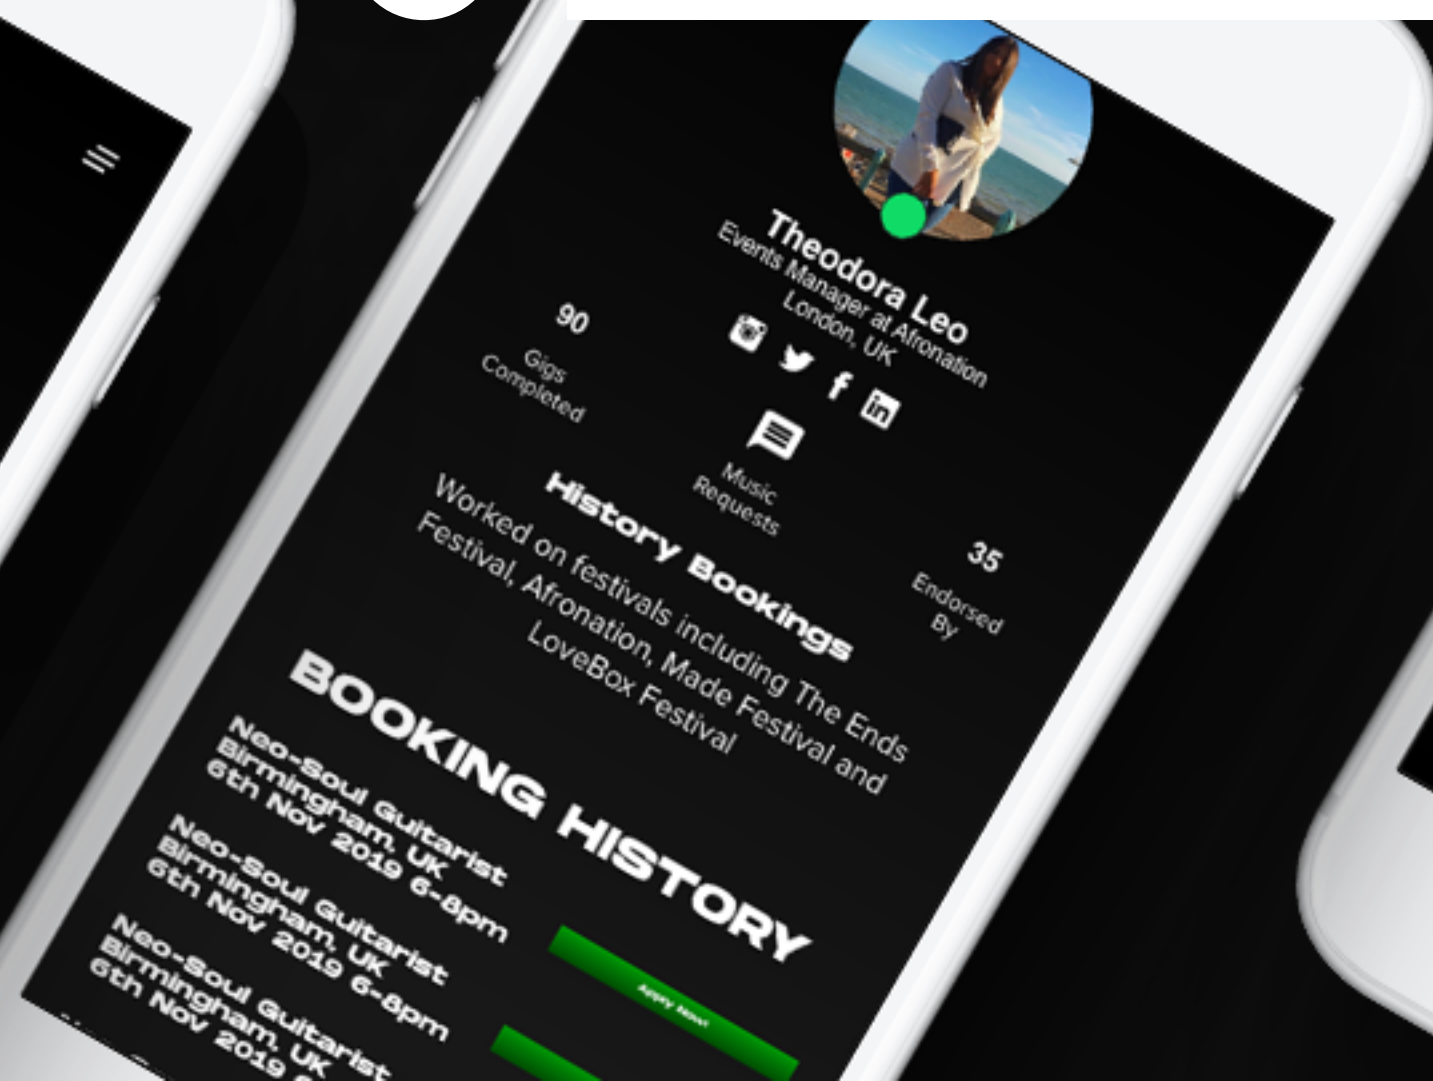 Theodora Leo
Events Manager at Afronation
London, UK
90
Gigs
Completed
Music
Requests
35
Endorsed
By
History Bookings
Worked on festivals including The Ends
Festival, Afronation, Made Festival and
LoveBox Festival
BOOKING HISTORY
Neo-Soul Guitarist
Birmingham, UK
6th Nov 2019 6-8pm
Apply Now!
Neo-Soul Guitarist
Birmingham, UK
6th Nov 2019 6-8pm
Neo-Soul Guitarist
Birmingham, UK
6th Nov 2019